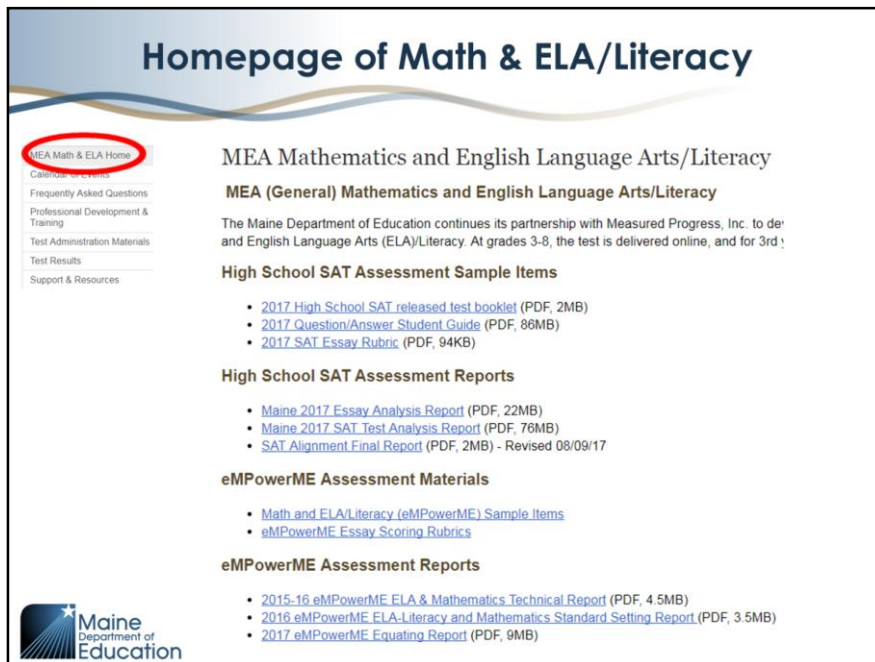 Homepage of Math & ELA/Literacy
MEA Math & ELA Home
Calendar of Events
Frequently Asked Questions
Professional Development &
Training
Test Administration Materials
Test Results
Support & Resources
MEA Mathematics and English Language Arts/Literacy
MEA (General) Mathematics and English Language Arts/Literacy
The Maine Department of Education continues its partnership with Measured Progress, Inc. to de
and English Language Arts (ELA)/Literacy. At grades 3-8, the test is delivered online, and for 3rd
High School SAT Assessment Sample Items
• 2017 High School SAT released test booklet (PDF, 2MB)
• 2017 Question/Answer Student Guide (PDF, 86MB)
• 2017 SAT Essay Rubric (PDF, 94KB)
High School SAT Assessment Reports
• Maine 2017 Essay Analysis Report (PDF, 22MB)
• Maine 2017 SAT Test Analysis Report (PDF, 76MB)
• SAT Alignment Final Report (PDF, 2MB) - Revised 08/09/17
eMPowerME Assessment Materials
• Math and ELA/Literacy (eMPowerME) Sample Items
• eMPowerME Essay Scoring Rubrics
eMPowerME Assessment Reports
• 2015-16 eMPowerME ELA & Mathematics Technical Report (PDF, 4.5MB)
• 2016 eMPowerME ELA-Literacy and Mathematics Standard Setting Report (PDF, 3.5MB)
• 2017 eMPowerME Equating Report (PDF, 9MB)
Maine
Department of
Education